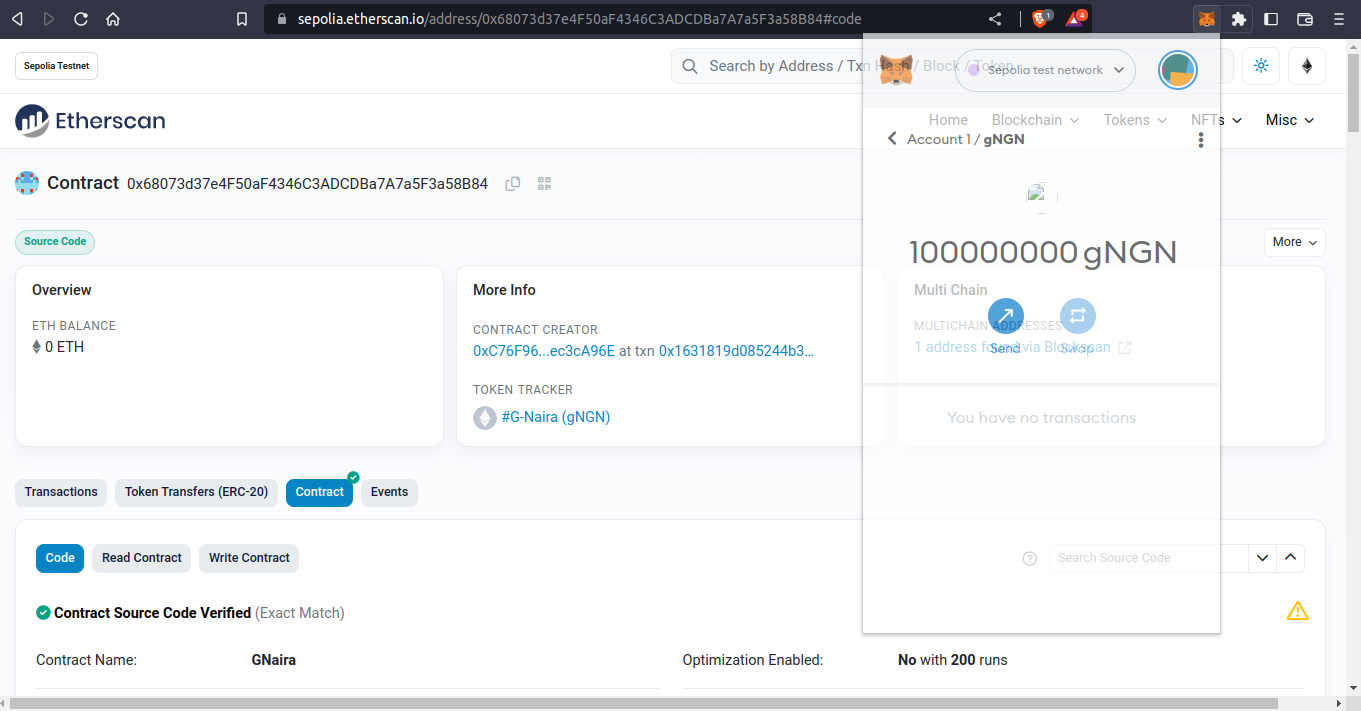 sepolia.etherscan.io/address/0x68073d37e4F50aF4346C3ADCDBa7A7a5F3a58B84#code
1
4
Sepolia Testnet
Search by Address / Txn Hash / Block / Token
Sepolia test network
Etherscan
Home Blockchain Tokens NFTs Misc
Account 1 / gNGN
Contract 0x68073d37e4F50aF4346C3ADCDBa7A7a5F3a58B84
Source Code
More
100000000 gNGN
Overview
ETH BALANCE
0 ETH
More Info
CONTRACT CREATOR
0xC76F96...ec3cA96E at txn 0x1631819d085244b3...
TOKEN TRACKER
#G-Naira (gNGN)
Multi Chain
MULTICHAIN ADDRESSES
1 address found via Blockscan
Send
Swap
You have no transactions
Transactions Token Transfers (ERC-20) Contract Events
Code Read Contract Write Contract
Search Source Code
Contract Source Code Verified (Exact Match)
Contract Name: GNaira
Optimization Enabled: No with 200 runs